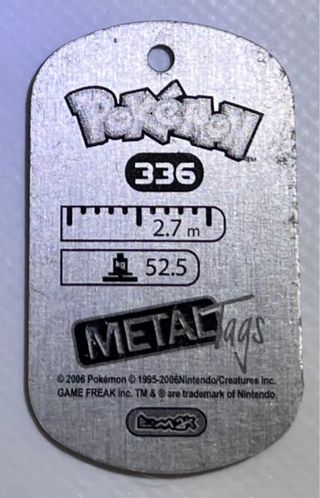 POKéMON
™
336
2.7 m
kg
52.5
METAL Tags
© 2006 Pokémon © 1995-2006Nintendo/Creatures Inc.
GAME FREAK inc. TM & ® are trademark of Nintendo.